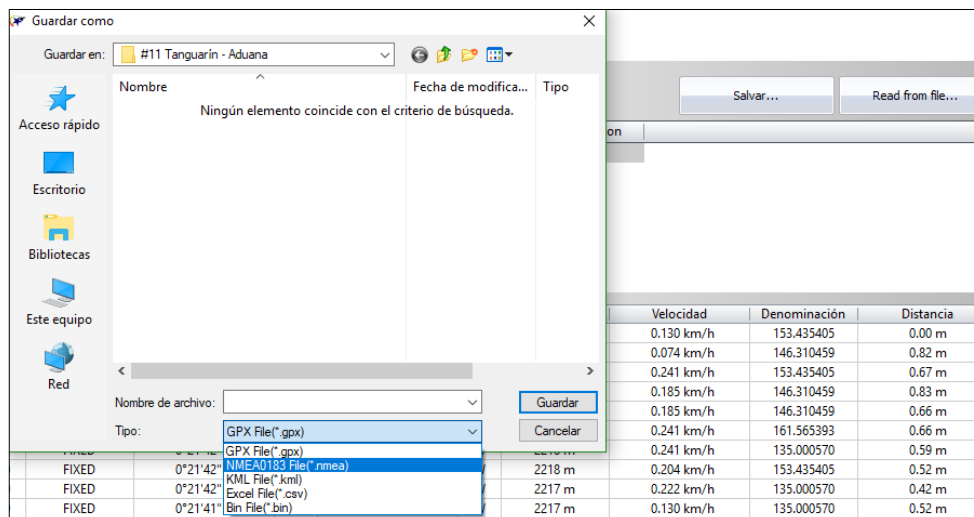 Guardar como
Guardar en: #11 Tanguarín - Aduana
Nombre Fecha de modifica... Tipo
Ningún elemento coincide con el criterio de búsqueda.
Acceso rápido
Escritorio
Bibliotecas
Este equipo
Red
Nombre de archivo: Guardar
Tipo: GPX File(*.gpx) Cancelar
GPX File(*.gpx)
NMEA0183 File(*.nmea)
KML File(*.kml)
Excel File(*.csv)
Bin File(*.bin)
Salvar... Read from file...
on
Velocidad Denominación Distancia
0.130 km/h 153.435405 0.00 m
0.074 km/h 146.310459 0.82 m
0.241 km/h 153.435405 0.67 m
0.185 km/h 146.310459 0.83 m
0.185 km/h 146.310459 0.66 m
0.241 km/h 161.565393 0.66 m
0.241 km/h 135.000570 0.59 m
FIXED 0°21'42" 2218 m 0.204 km/h 153.435405 0.52 m
FIXED 0°21'42" 2217 m 0.222 km/h 135.000570 0.42 m
FIXED 0°21'41" 2217 m 0.130 km/h 135.000570 0.52 m